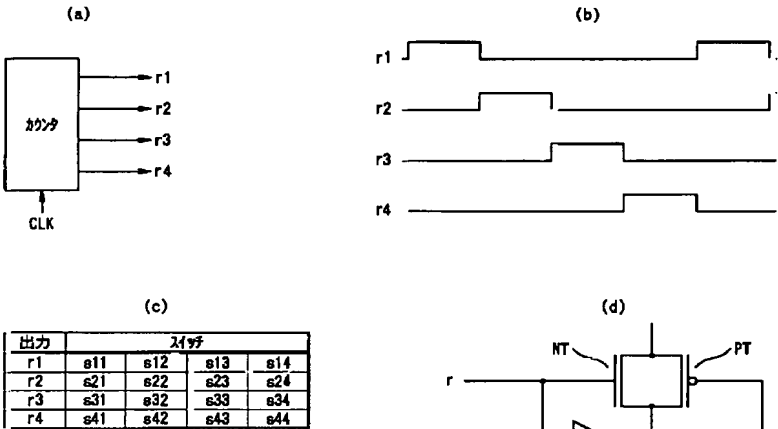 (a)
カウンタ
r1
r2
r3
r4
CLK
(b)
r1
r2
r3
r4
(c)
出力 スイッチ
r1 s11 s12 s13 s14
r2 s21 s22 s23 s24
r3 s31 s32 s33 s34
r4 s41 s42 s43 s44
(d)
NT PT
r